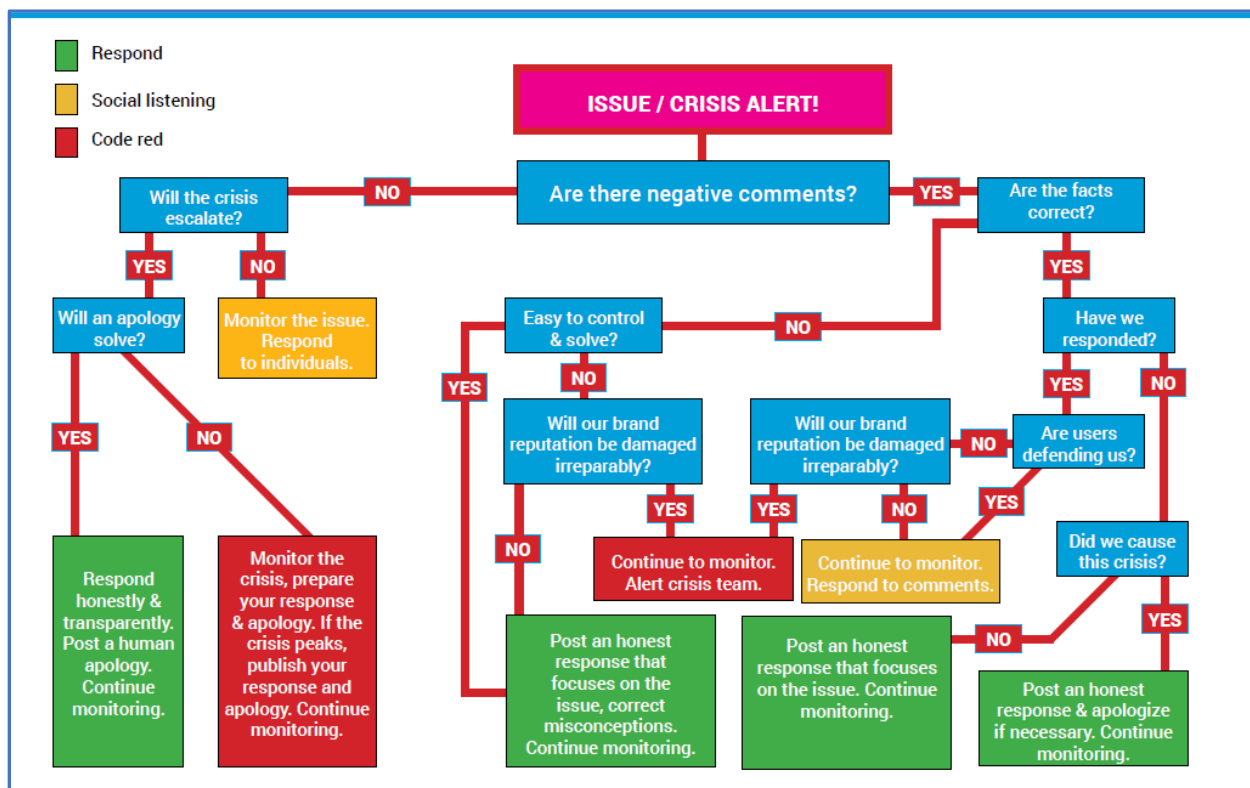 Respond
Social listening
Code red
ISSUE / CRISIS ALERT!
Are there negative comments?
NO
YES
Will the crisis
escalate?
Are the facts
correct?
YES
NO
YES
Will an apology
solve?
Monitor the issue.
Respond
to individuals.
Easy to control
& solve?
NO
Have we
responded?
YES
NO
YES
NO
Will our brand
reputation be damaged
irreparably?
Will our brand
reputation be damaged
irreparably?
NO
Are users
defending us?
YES
NO
YES
YES
NO
YES
NO
Respond
honestly &
transparently.
Post a human
apology.
Continue
monitoring.
Monitor the
crisis, prepare
your response
& apology. If the
crisis peaks,
publish your
response and
apology. Continue
monitoring.
Continue to monitor.
Alert crisis team.
Continue to monitor.
Respond to comments.
Did we cause
this crisis?
NO
YES
Post an honest
response that
focuses on the
issue, correct
misconceptions.
Continue monitoring.
Post an honest
response that focuses
on the issue. Continue
monitoring.
Post an honest
response & apologize
if necessary. Continue
monitoring.